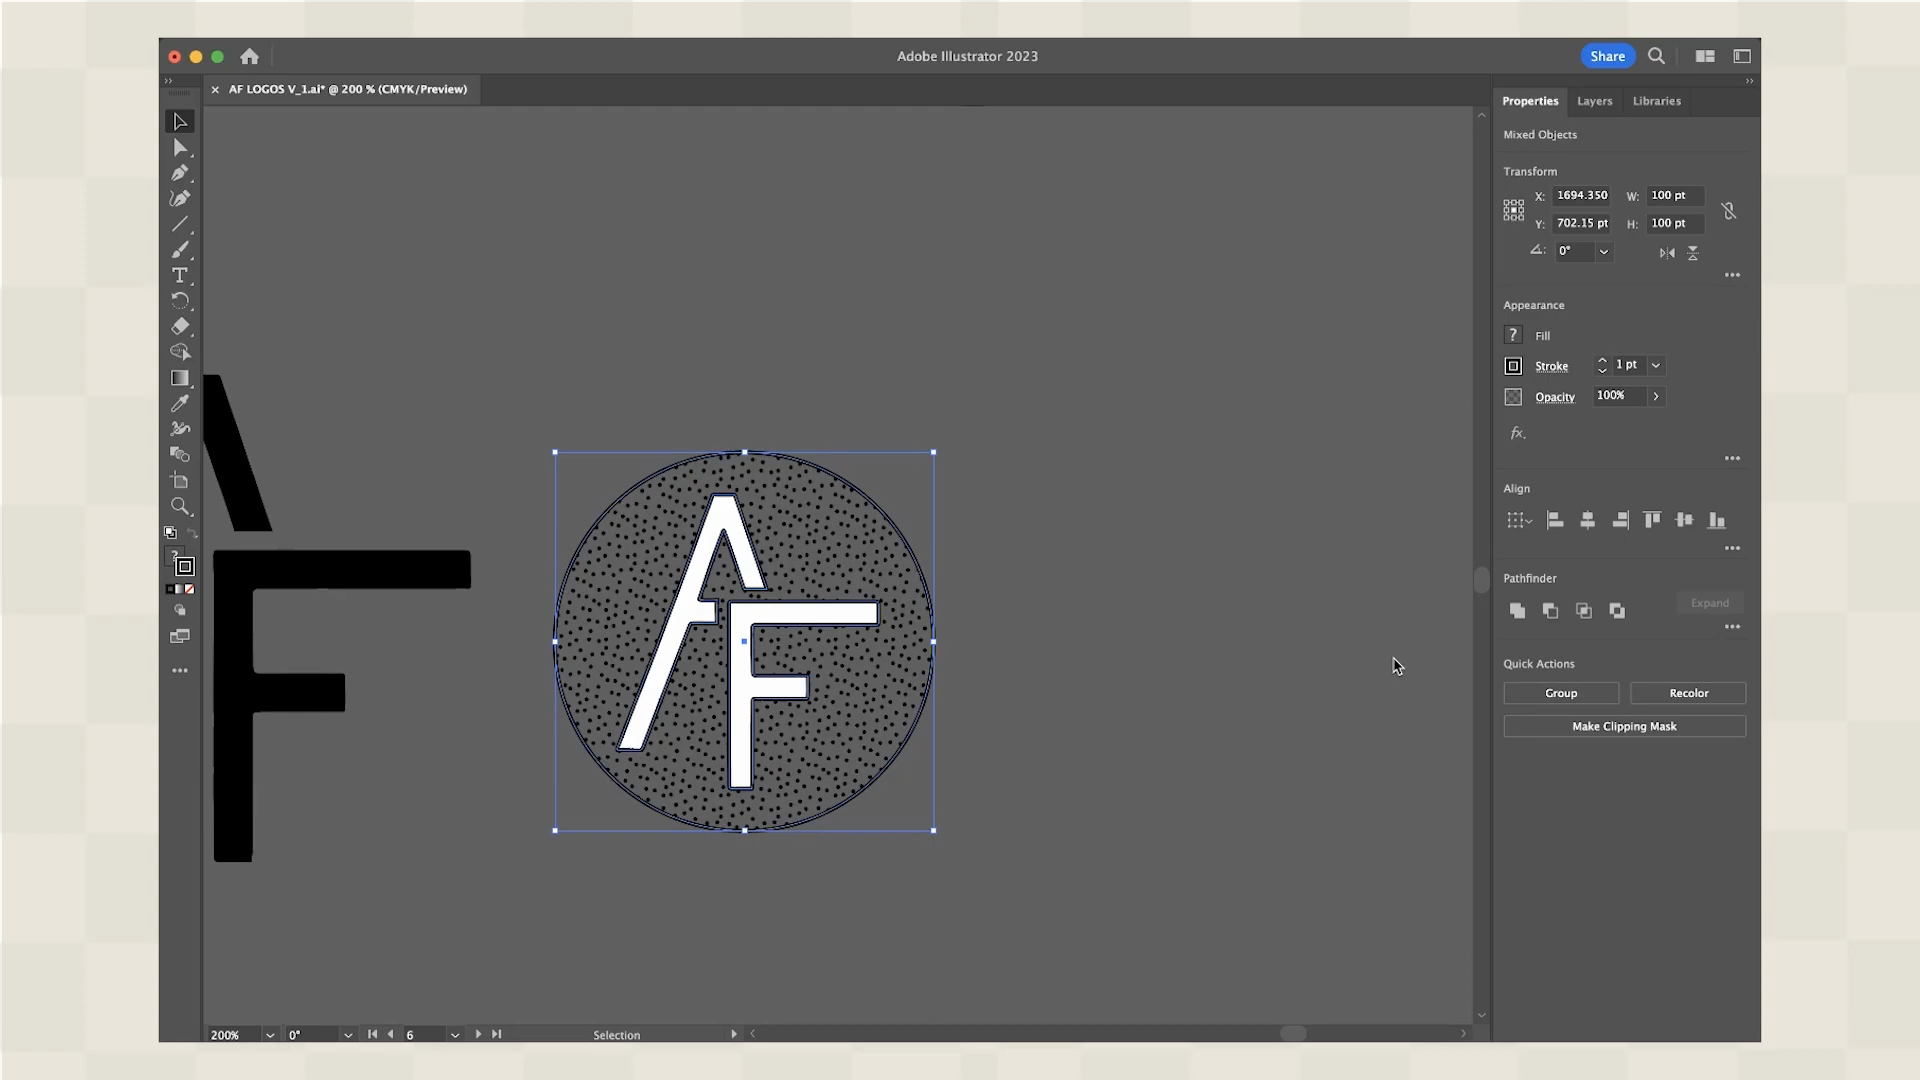 Adobe Illustrator 2023
Share
AF LOGOS V_1.ai* @ 200 % (CMYK/Preview)
Properties Layers Libraries
Mixed Objects
Transform
X: 1694.350 W: 100 pt
Y: 702.15 pt H: 100 pt
0°
Appearance
? Fill
Stroke 1 pt
Opacity 100%
fx.
Align
Pathfinder
Expand
Quick Actions
Group Recolor
Make Clipping Mask
T
?
A
F
AF
200% 0° 6 Selection